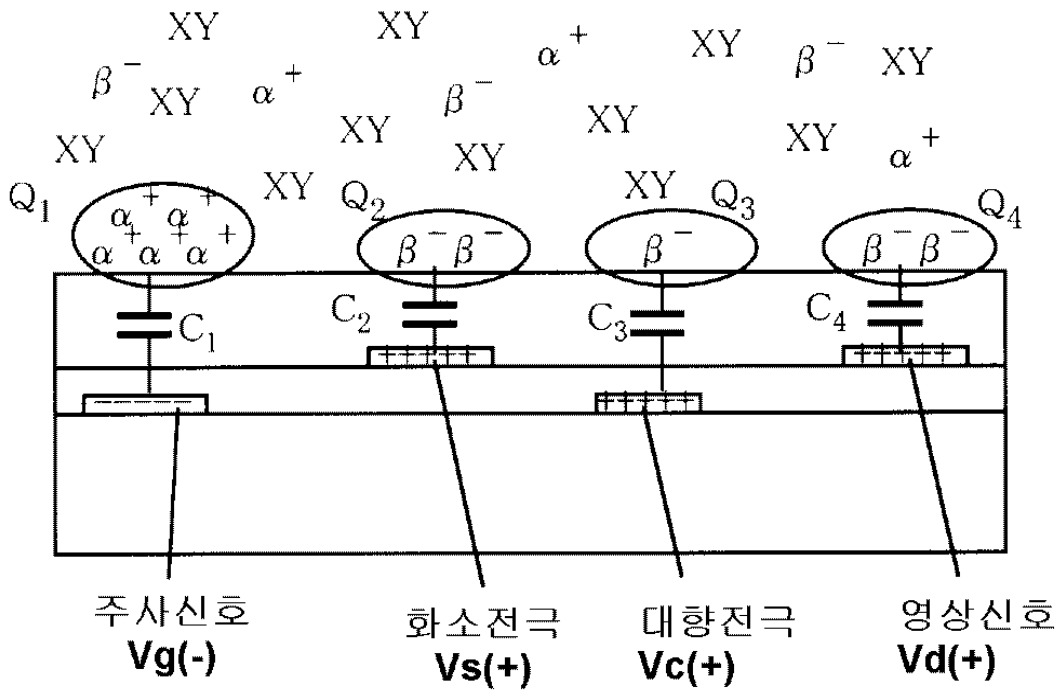 XY XY α⁺ XY β⁻ XY
β⁻ XY α⁺ β⁻
XY XY XY XY XY α⁺
XY XY
Q₁ α⁺ α⁺ Q₂ Q₃ Q₄
α⁺ α⁺ α⁺ β⁻ β⁻ β⁻ β⁻ β⁻
C₁ C₂ C₃ C₄
주사신호 화소전극 대향전극 영상신호
Vg(-) Vs(+) Vc(+) Vd(+)